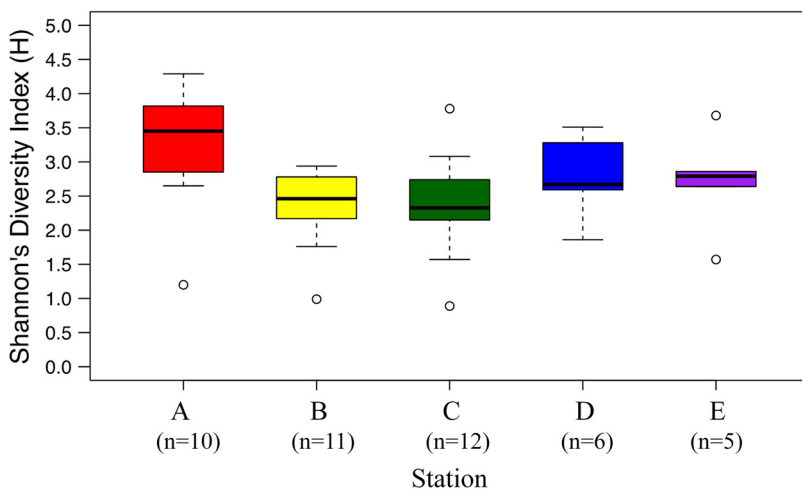 Shannon's Diversity Index (H)
5.0
4.5
4.0
3.5
3.0
2.5
2.0
1.5
1.0
0.5
0.0
A B C D E
(n=10) (n=11) (n=12) (n=6) (n=5)
Station